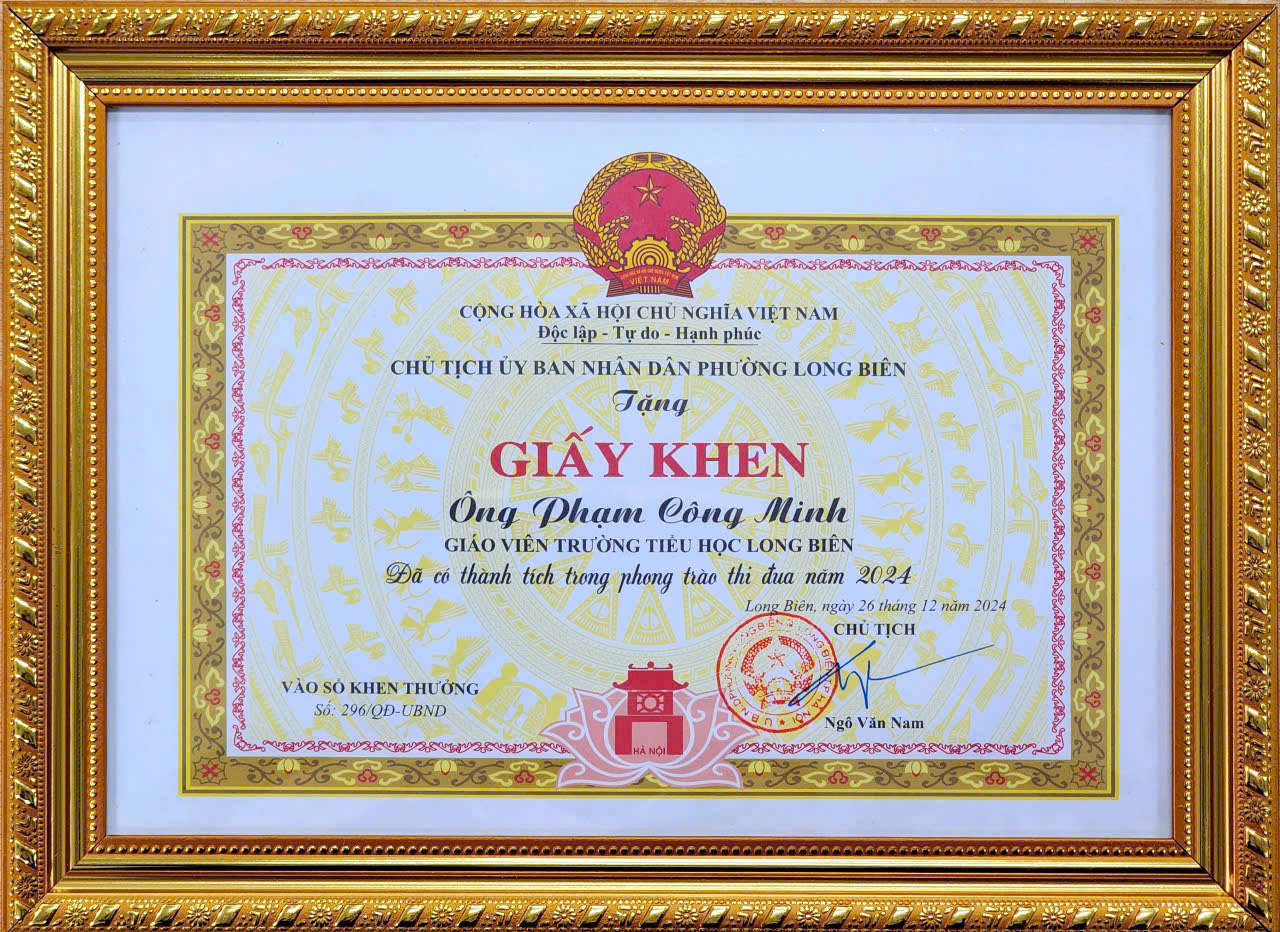 VIỆT NAM
CỘNG HÒA XÃ HỘI CHỦ NGHĨA VIỆT NAM
Độc lập - Tự do - Hạnh phúc
CHỦ TỊCH ỦY BAN NHÂN DÂN PHƯỜNG LONG BIÊN
Tặng
GIẤY KHEN
Ông Phạm Công Minh
GIÁO VIÊN TRƯỜNG TIỂU HỌC LONG BIÊN
Đã có thành tích trong phong trào thi đua năm 2024
Long Biên, ngày 26 tháng 12 năm 2024
CHỦ TỊCH
VÀO SỔ KHEN THƯỞNG
Số: 296/QĐ-UBND
Ngô Văn Nam
HÀ NỘI